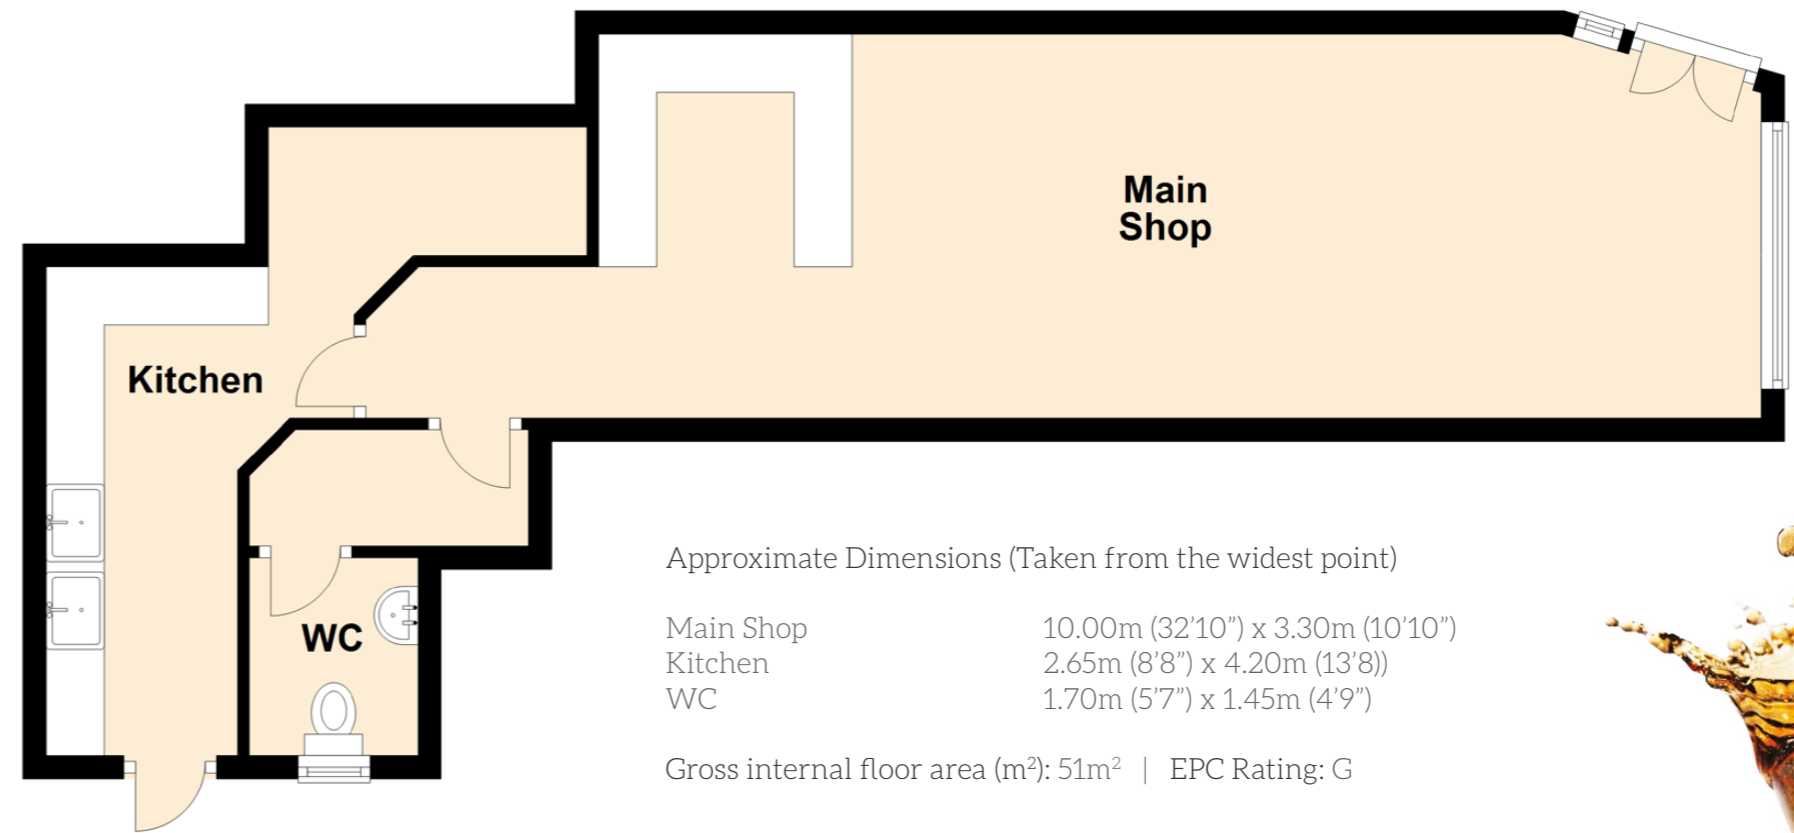 Main
Shop
Kitchen
WC
Approximate Dimensions (Taken from the widest point)
Main Shop 10.00m (32’10”) x 3.30m (10’10”)
Kitchen 2.65m (8’8”) x 4.20m (13’8))
WC 1.70m (5’7”) x 1.45m (4’9”)
Gross internal floor area (m²): 51m² | EPC Rating: G